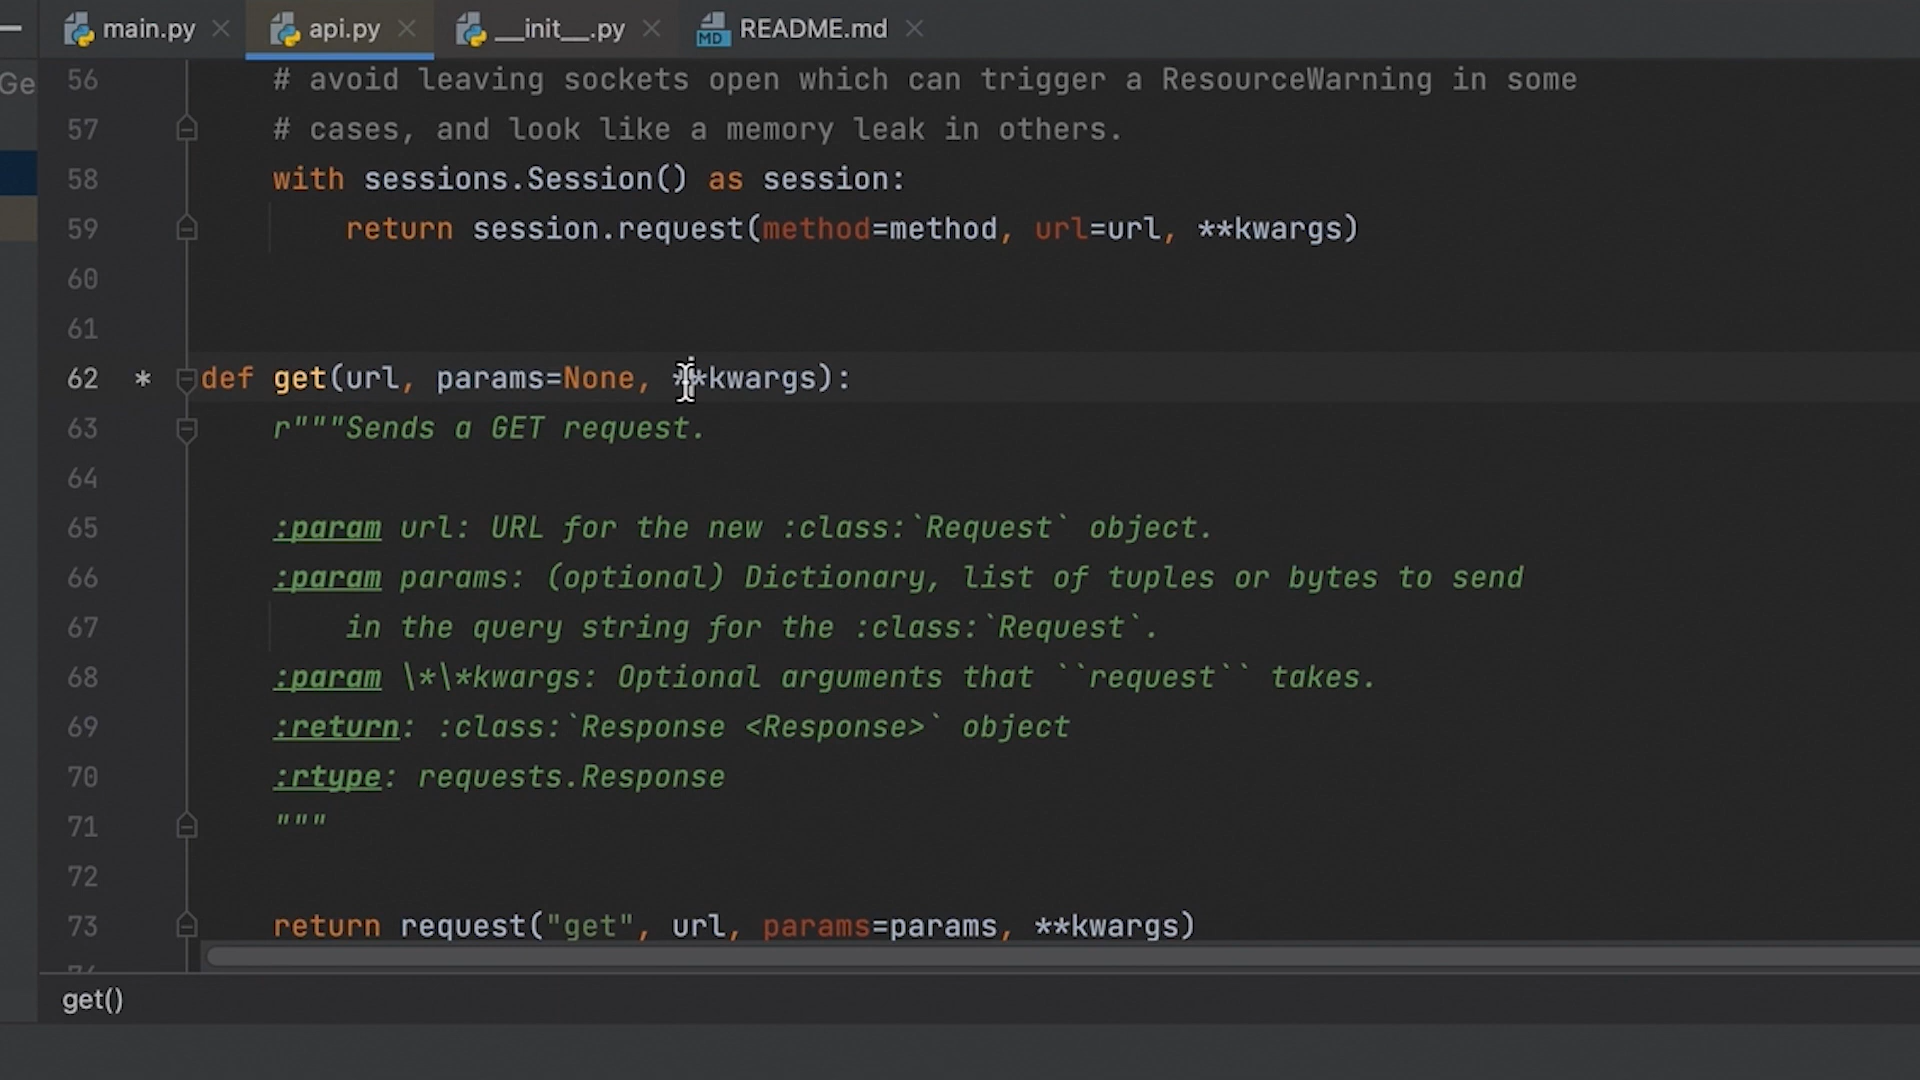 main.py
api.py
__init__.py
README.md
Ge
56 # avoid leaving sockets open which can trigger a ResourceWarning in some
57 # cases, and look like a memory leak in others.
58 with sessions.Session() as session:
59 return session.request(method=method, url=url, **kwargs)
60
61
62 * def get(url, params=None, **kwargs):
63 r"""Sends a GET request.
64
65 :param url: URL for the new :class:`Request` object.
66 :param params: (optional) Dictionary, list of tuples or bytes to send
67 in the query string for the :class:`Request`.
68 :param \*\*kwargs: Optional arguments that ``request`` takes.
69 :return: :class:`Response <Response>` object
70 :rtype: requests.Response
71 """
72
73 return request("get", url, params=params, **kwargs)
get()